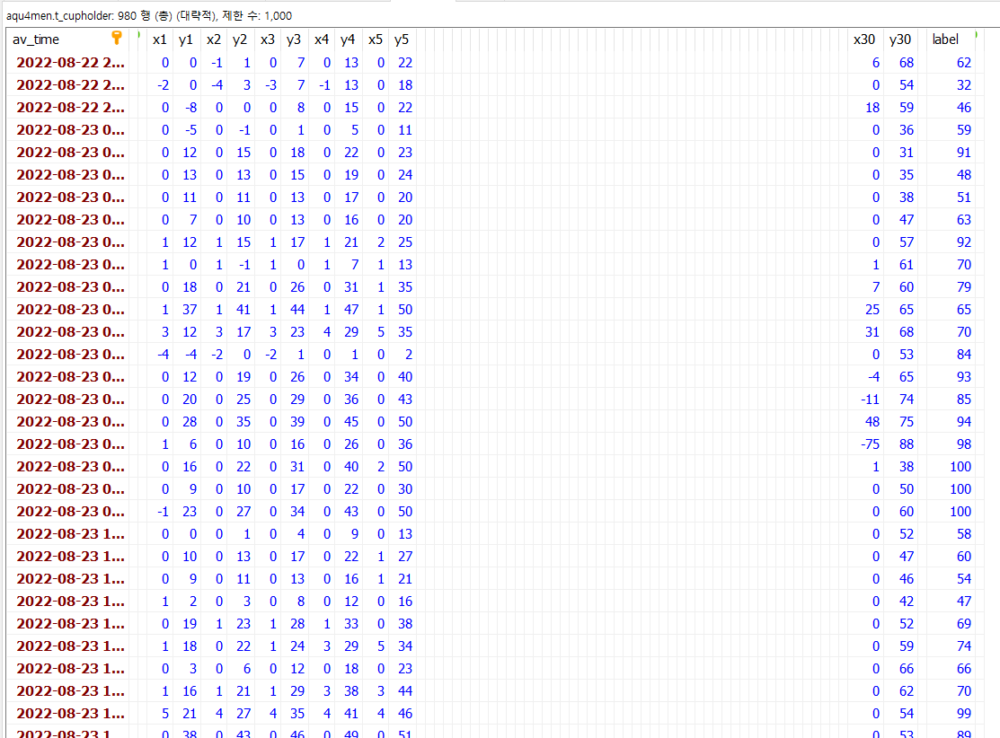 aqu4men.t_cupholder: 980 행 (총) (대략적), 제한 수: 1,000
av_time x1 y1 x2 y2 x3 y3 x4 y4 x5 y5 x30 y30 label
2022-08-22 2... 0 0 -1 1 0 7 0 13 0 22 6 68 62
2022-08-22 2... -2 0 -4 3 -3 7 -1 13 0 18 0 54 32
2022-08-22 2... 0 -8 0 0 0 8 0 15 0 22 18 59 46
2022-08-23 0... 0 -5 0 -1 0 1 0 5 0 11 0 36 59
2022-08-23 0... 0 12 0 15 0 18 0 22 0 23 0 31 91
2022-08-23 0... 0 13 0 13 0 15 0 19 0 24 0 35 48
2022-08-23 0... 0 11 0 11 0 13 0 17 0 20 0 38 51
2022-08-23 0... 0 7 0 10 0 13 0 16 0 20 0 47 63
2022-08-23 0... 1 12 1 15 1 17 1 21 2 25 0 57 92
2022-08-23 0... 1 0 1 -1 1 0 1 7 1 13 1 61 70
2022-08-23 0... 0 18 0 21 0 26 0 31 1 35 7 60 79
2022-08-23 0... 1 37 1 41 1 44 1 47 1 50 25 65 65
2022-08-23 0... 3 12 3 17 3 23 4 29 5 35 31 68 70
2022-08-23 0... -4 -4 -2 0 -2 1 0 1 0 2 0 53 84
2022-08-23 0... 0 12 0 19 0 26 0 34 0 40 -4 65 93
2022-08-23 0... 0 20 0 25 0 29 0 36 0 43 -11 74 85
2022-08-23 0... 0 28 0 35 0 39 0 45 0 50 48 75 94
2022-08-23 0... 1 6 0 10 0 16 0 26 0 36 -75 88 98
2022-08-23 0... 0 16 0 22 0 31 0 40 2 50 1 38 100
2022-08-23 0... 0 9 0 10 0 17 0 22 0 30 0 50 100
2022-08-23 0... -1 23 0 27 0 34 0 43 0 50 0 60 100
2022-08-23 1... 0 0 0 1 0 4 0 9 0 13 0 52 58
2022-08-23 1... 0 10 0 13 0 17 0 22 1 27 0 47 60
2022-08-23 1... 0 9 0 11 0 13 0 16 1 21 0 46 54
2022-08-23 1... 1 2 0 3 0 8 0 12 0 16 0 42 47
2022-08-23 1... 0 19 1 23 1 28 1 33 0 38 0 52 69
2022-08-23 1... 1 18 0 22 1 24 3 29 5 34 0 59 74
2022-08-23 1... 0 3 0 6 0 12 0 18 0 23 0 66 66
2022-08-23 1... 1 16 1 21 1 29 3 38 3 44 0 62 70
2022-08-23 1... 5 21 4 27 4 35 4 41 4 46 0 54 99
2022-08-23 1... 0 38 0 43 0 46 0 49 0 51 0 53 89